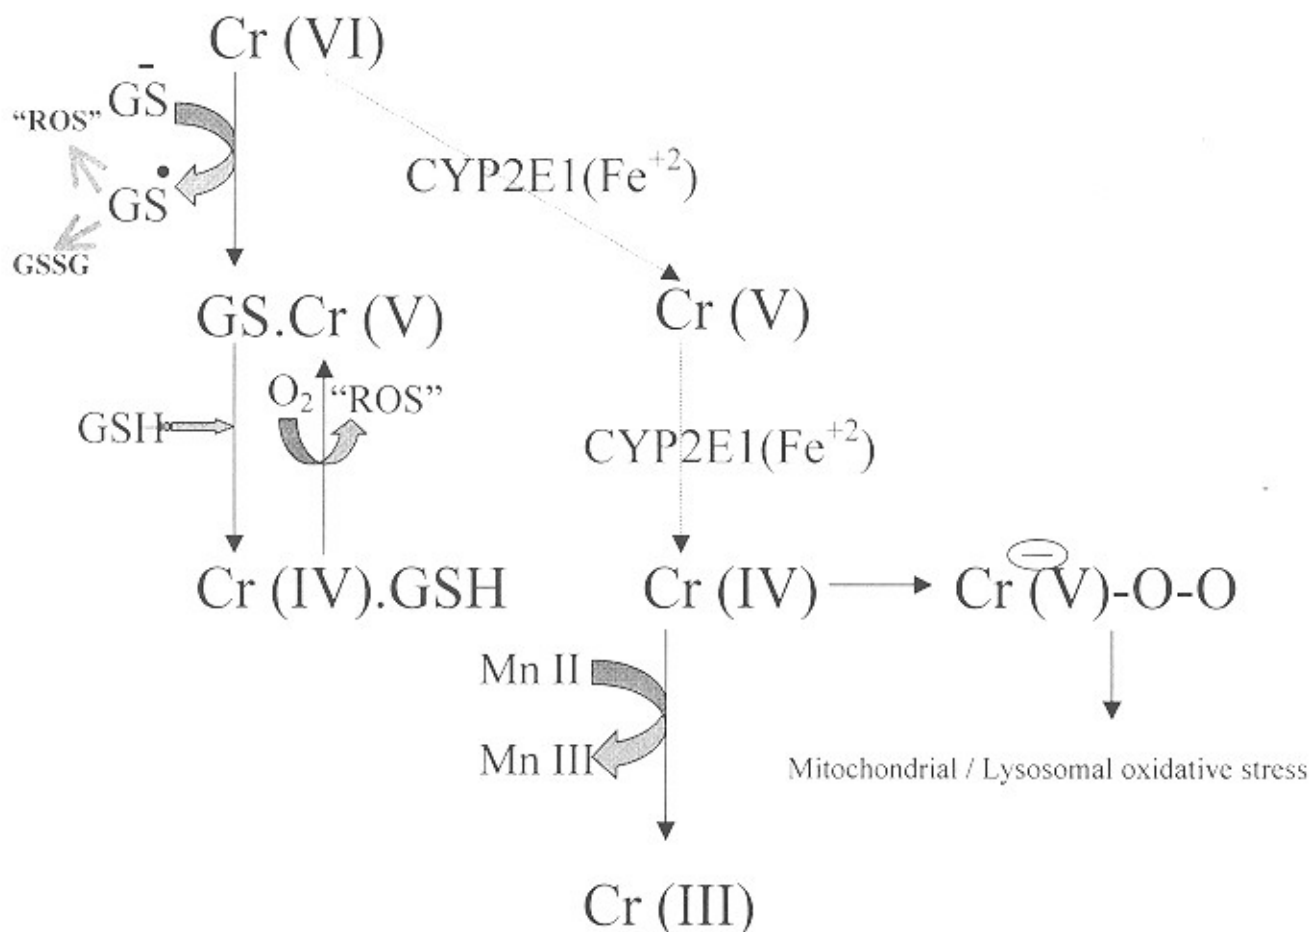 Cr (VI)
GS⁻
“ROS”
CYP2E1(Fe⁺²)
GS•
GSSG
GS.Cr (V)
Cr (V)
O₂ “ROS”
GSH
CYP2E1(Fe⁺²)
Cr (IV).GSH
Cr (IV)
Cr (V)-O-O⁻
Mn II
Mn III
Mitochondrial / Lysosomal oxidative stress
Cr (III)